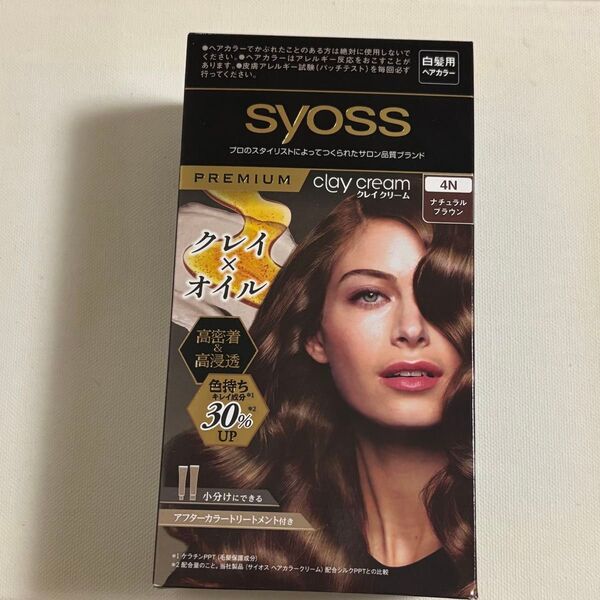 ●ヘアカラーでかぶれたことのある方は絶対に使用しないで
ください。●ヘアカラーはアレルギー反応をおこすことが
あります。●皮膚アレルギー試験（パッチテスト）を毎回必ず
行ってください。
白髪用
ヘアカラー
syoss
プロのスタイリストによってつくられたサロン品質ブランド
PREMIUM
clay cream
クレイ クリーム
4N
ナチュラル
ブラウン
クレイ
×
オイル
高密着
&
高浸透
色持ち
キレイ成分*1
30%*2
UP
小分けにできる
アフターカラートリートメント付き
*1 ケラチンPPT（毛髪保護成分）
*2 配合量のこと。当社製品（サイオス ヘアカラークリーム）配合シルクPPTとの比較